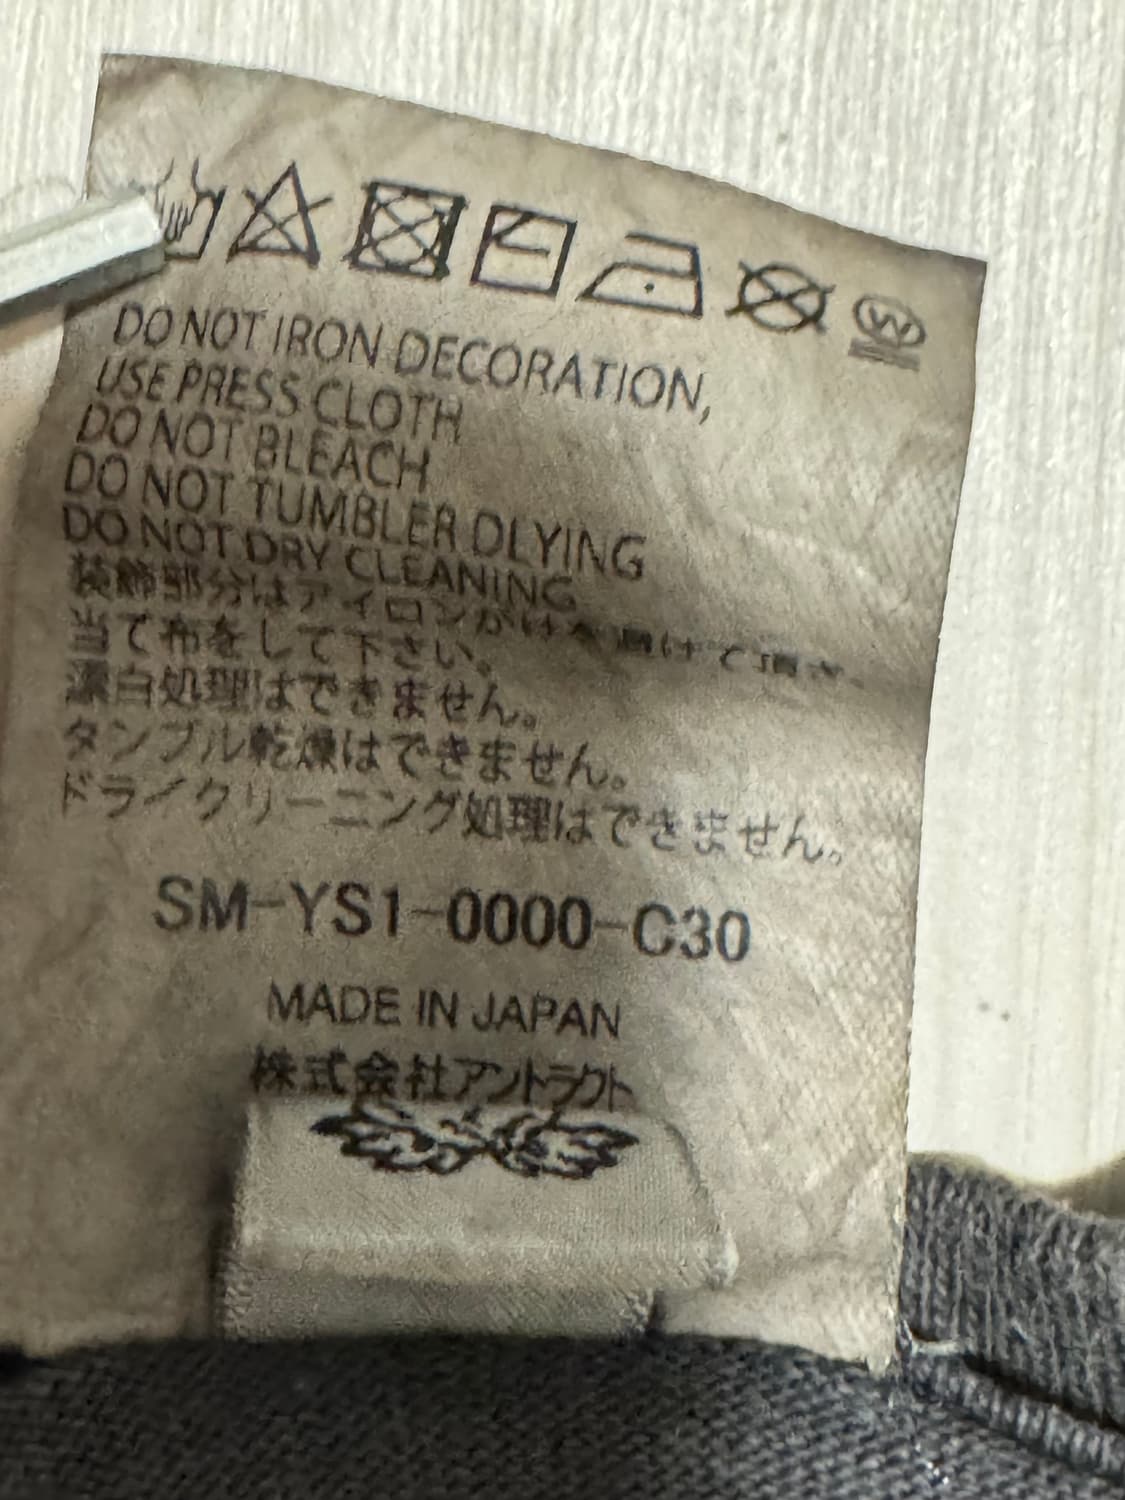 DO NOT IRON DECORATION,
USE PRESS CLOTH
DO NOT BLEACH
DO NOT TUMBLER DLYING
DO NOT DRY CLEANING
装飾部分はアイロンがけを避けて頂き、
当て布をして下さい。
漂白処理はできません。
タンブル乾燥はできません。
ドライクリーニング処理はできません。
SM-YS1-0000-C30
MADE IN JAPAN
株式会社アントラクト